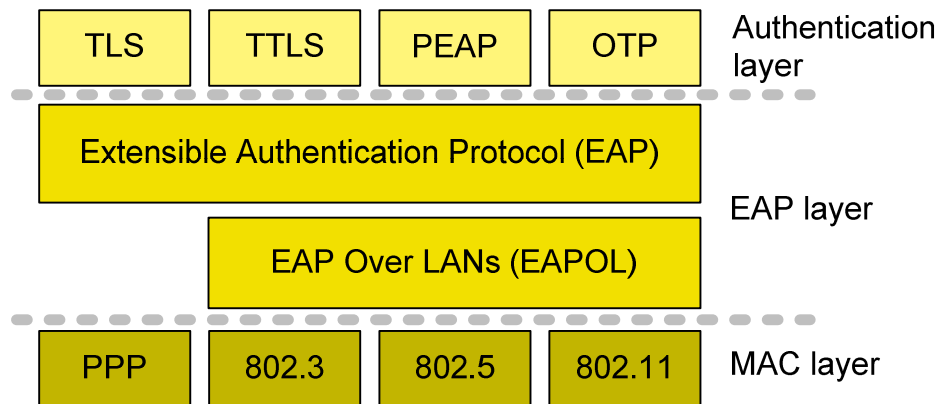 TLS
TTLS
PEAP
OTP
Authentication
layer
Extensible Authentication Protocol (EAP)
EAP layer
EAP Over LANs (EAPOL)
PPP
802.3
802.5
802.11
MAC layer